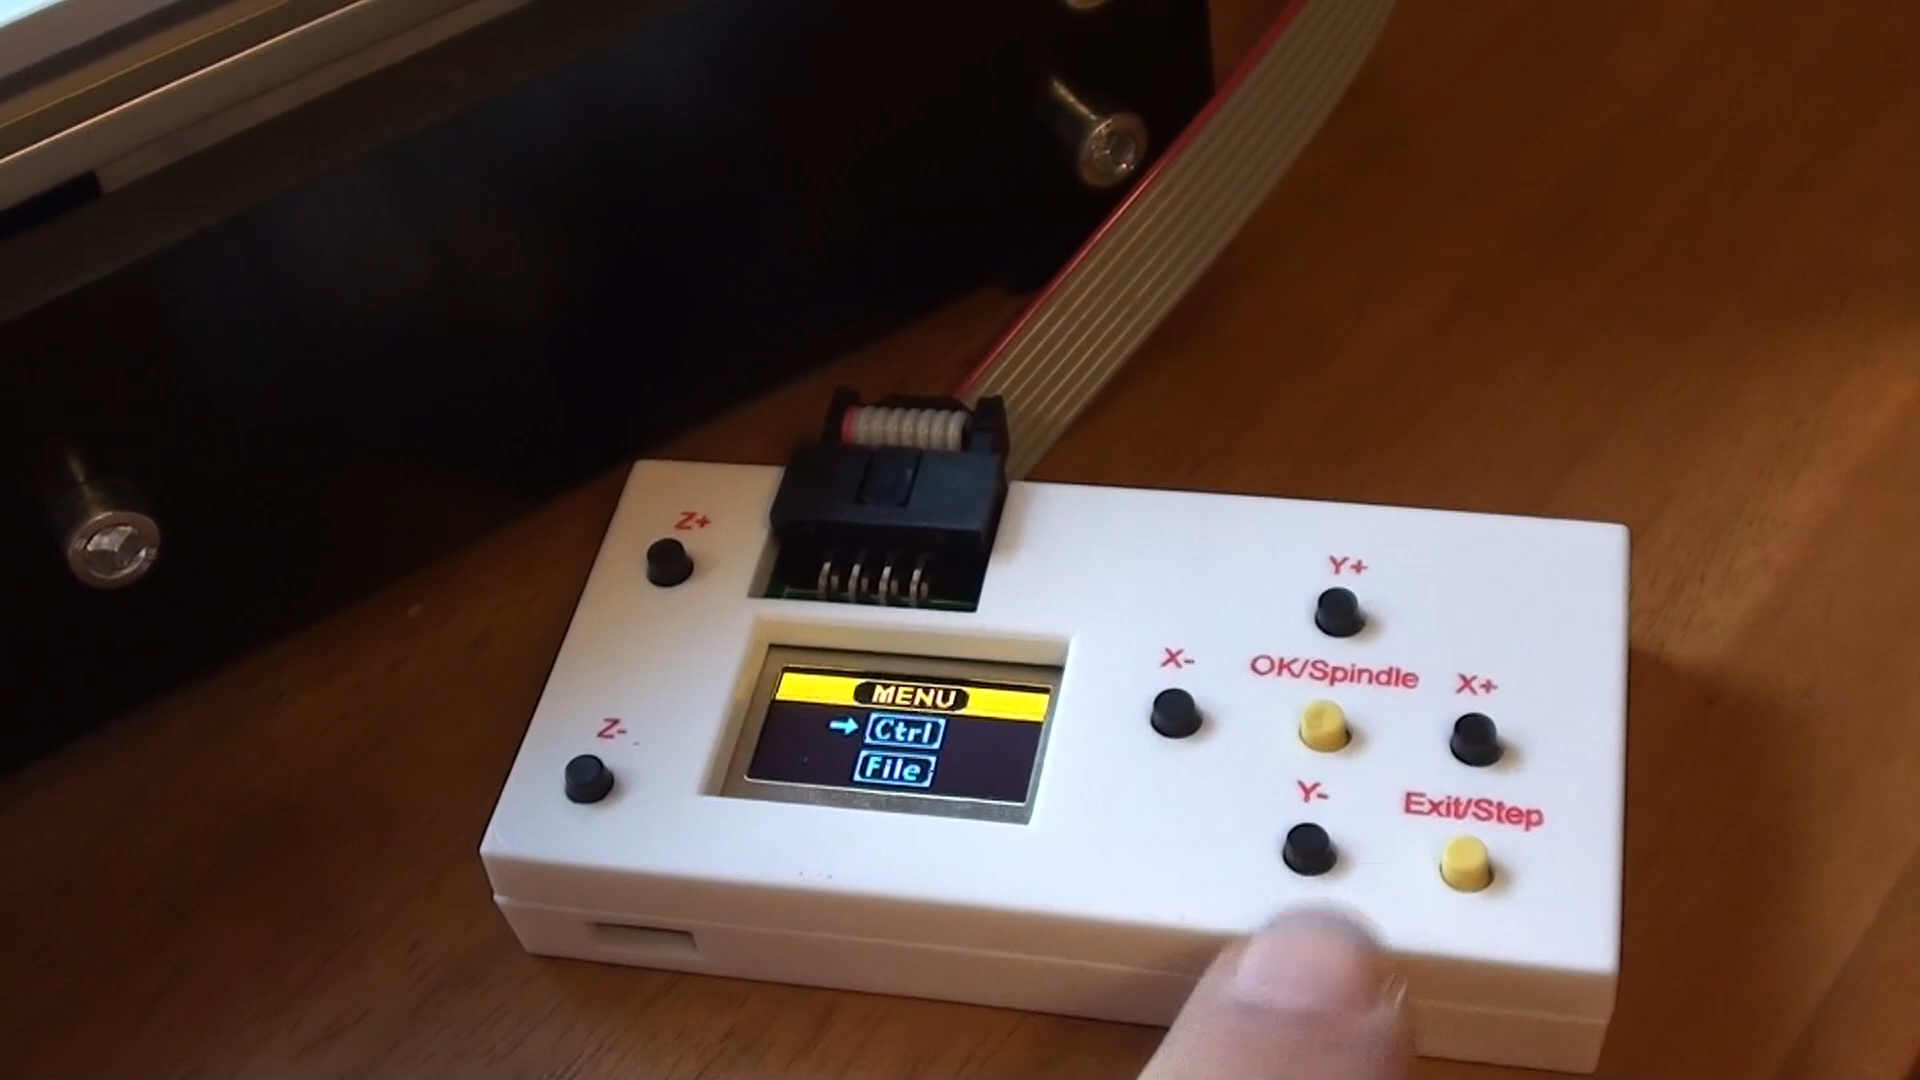 Z+
Z-
MENU
Ctrl
File
Y+
X-
OK/Spindle
X+
Y-
Exit/Step